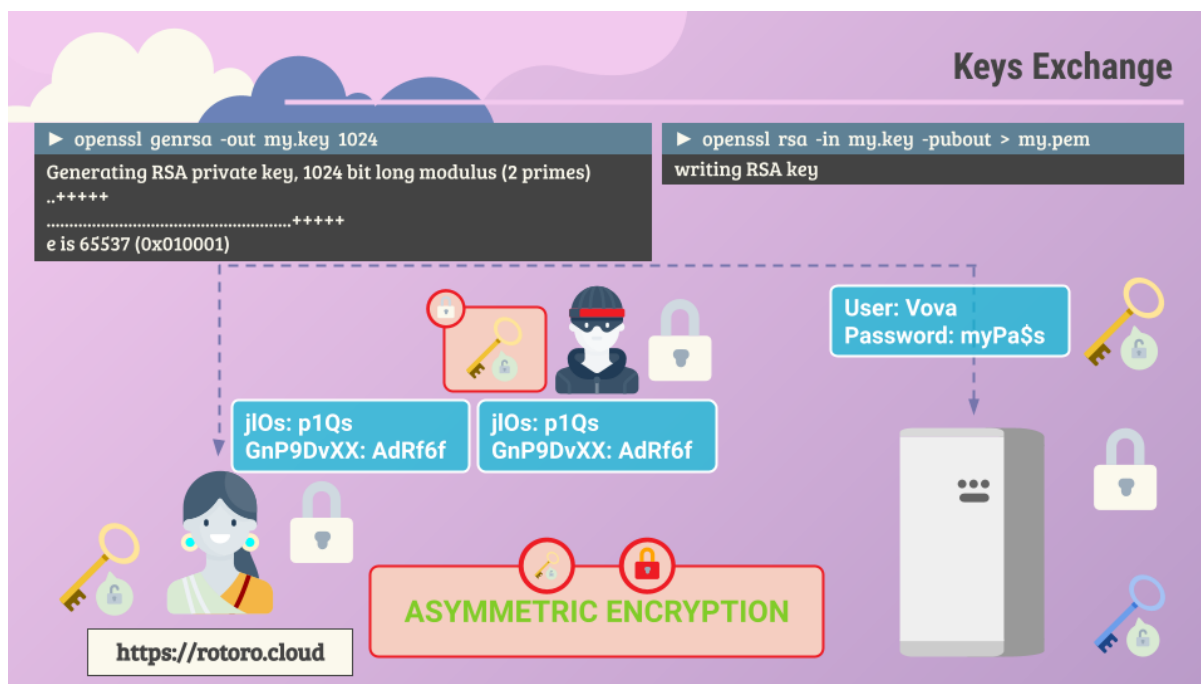 Keys Exchange
► openssl genrsa -out my.key 1024
Generating RSA private key, 1024 bit long modulus (2 primes)
..+++++
.......................................................+++++
e is 65537 (0x010001)
► openssl rsa -in my.key -pubout > my.pem
writing RSA key
User: Vova
Password: myPa$s
jlOs: p1Qs
GnP9DvXX: AdRf6f
jlOs: p1Qs
GnP9DvXX: AdRf6f
ASYMMETRIC ENCRYPTION
https://rotoro.cloud